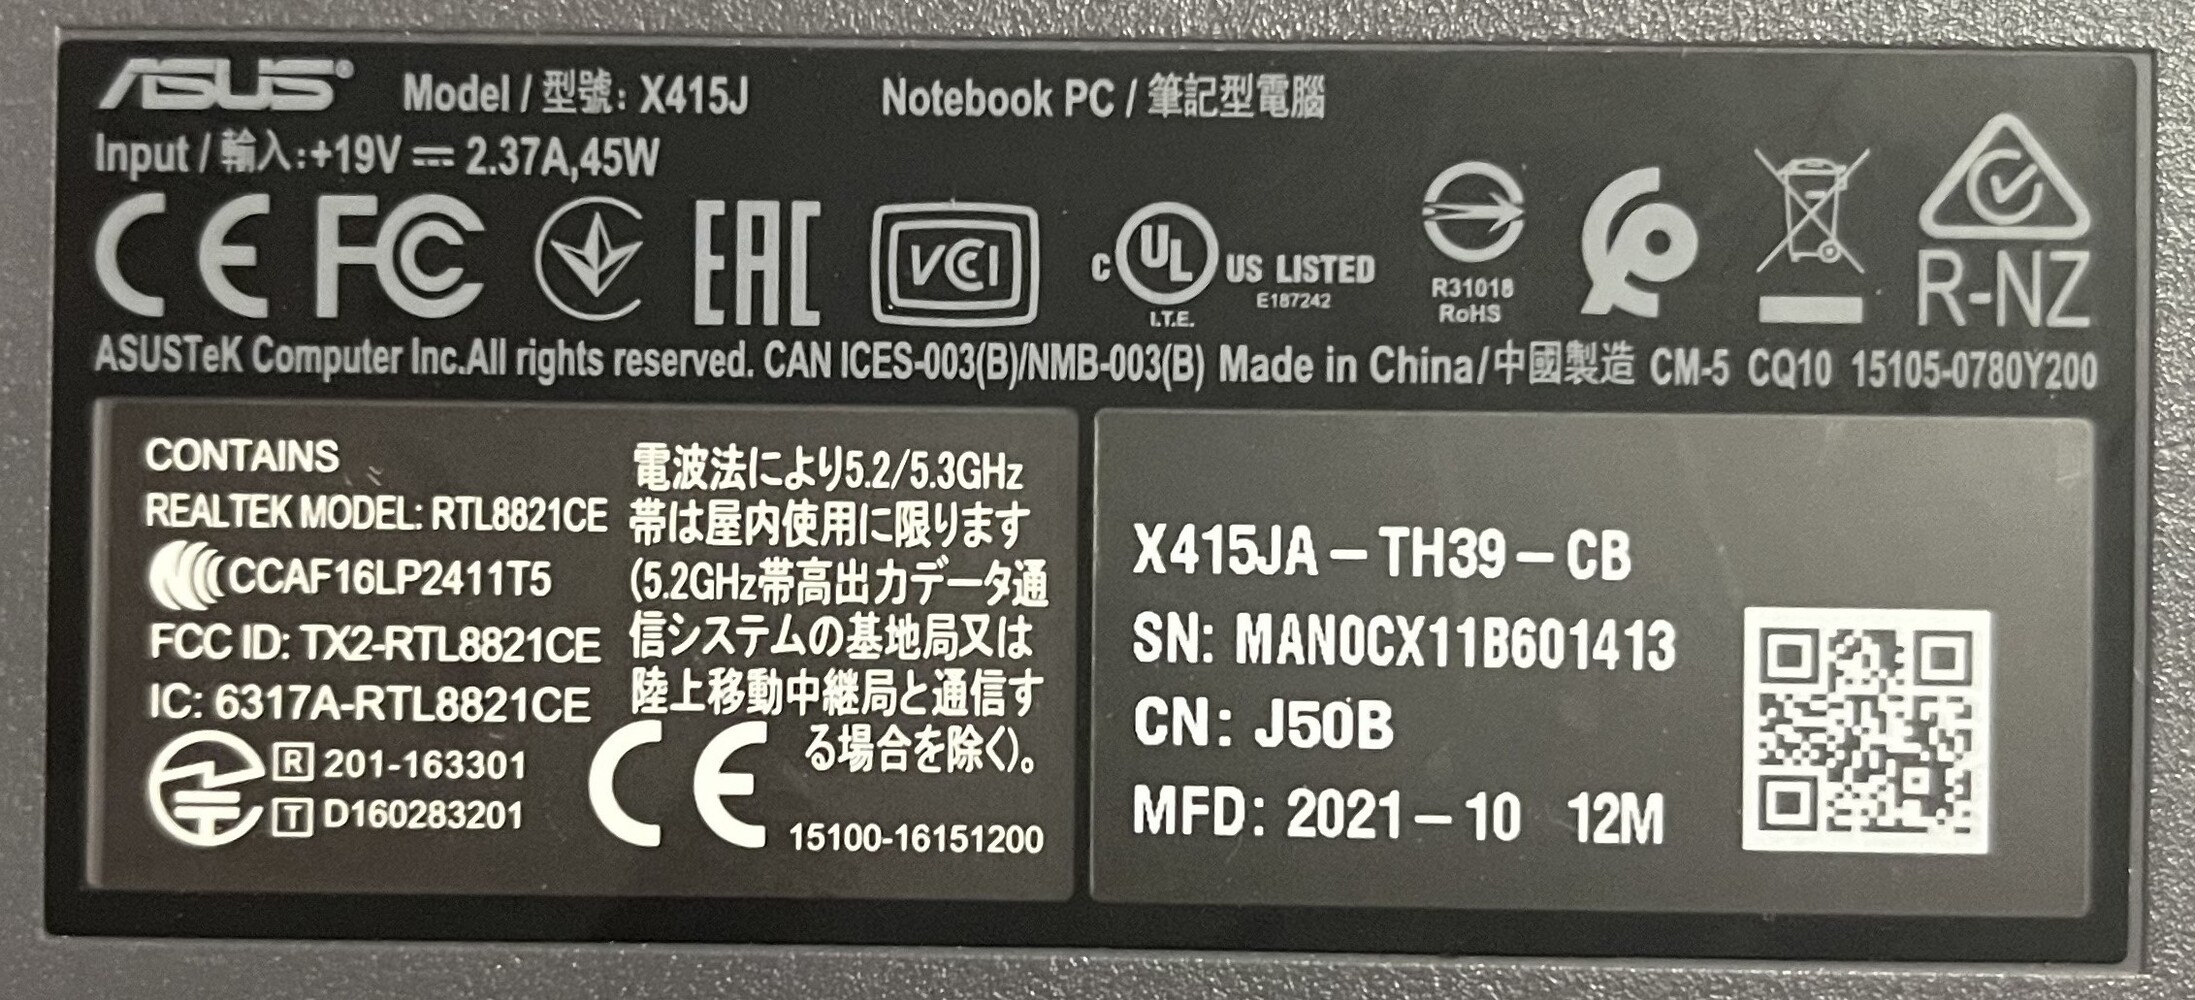 ASUS® Model / 型號: X415J Notebook PC / 筆記型電腦
Input / 輸入:+19V ⎓ 2.37A,45W
CE FC EAC VCCI c UL US LISTED R-NZ
I.T.E. E187242 R31018
RoHS
ASUSTeK Computer Inc.All rights reserved. CAN ICES-003(B)/NMB-003(B) Made in China/中國製造 CM-5 CQ10 15105-0780Y200
CONTAINS
REALTEK MODEL: RTL8821CE
CCAF16LP2411T5
FCC ID: TX2-RTL8821CE
IC: 6317A-RTL8821CE
R 201-163301
T D160283201
電波法により5.2/5.3GHz
帯は屋内使用に限ります
(5.2GHz帯高出力データ通
信システムの基地局又は
陸上移動中継局と通信す
る場合を除く)。
CE 15100-16151200
X415JA-TH39-CB
SN: MAN0CX11B601413
CN: J50B
MFD: 2021-10 12M